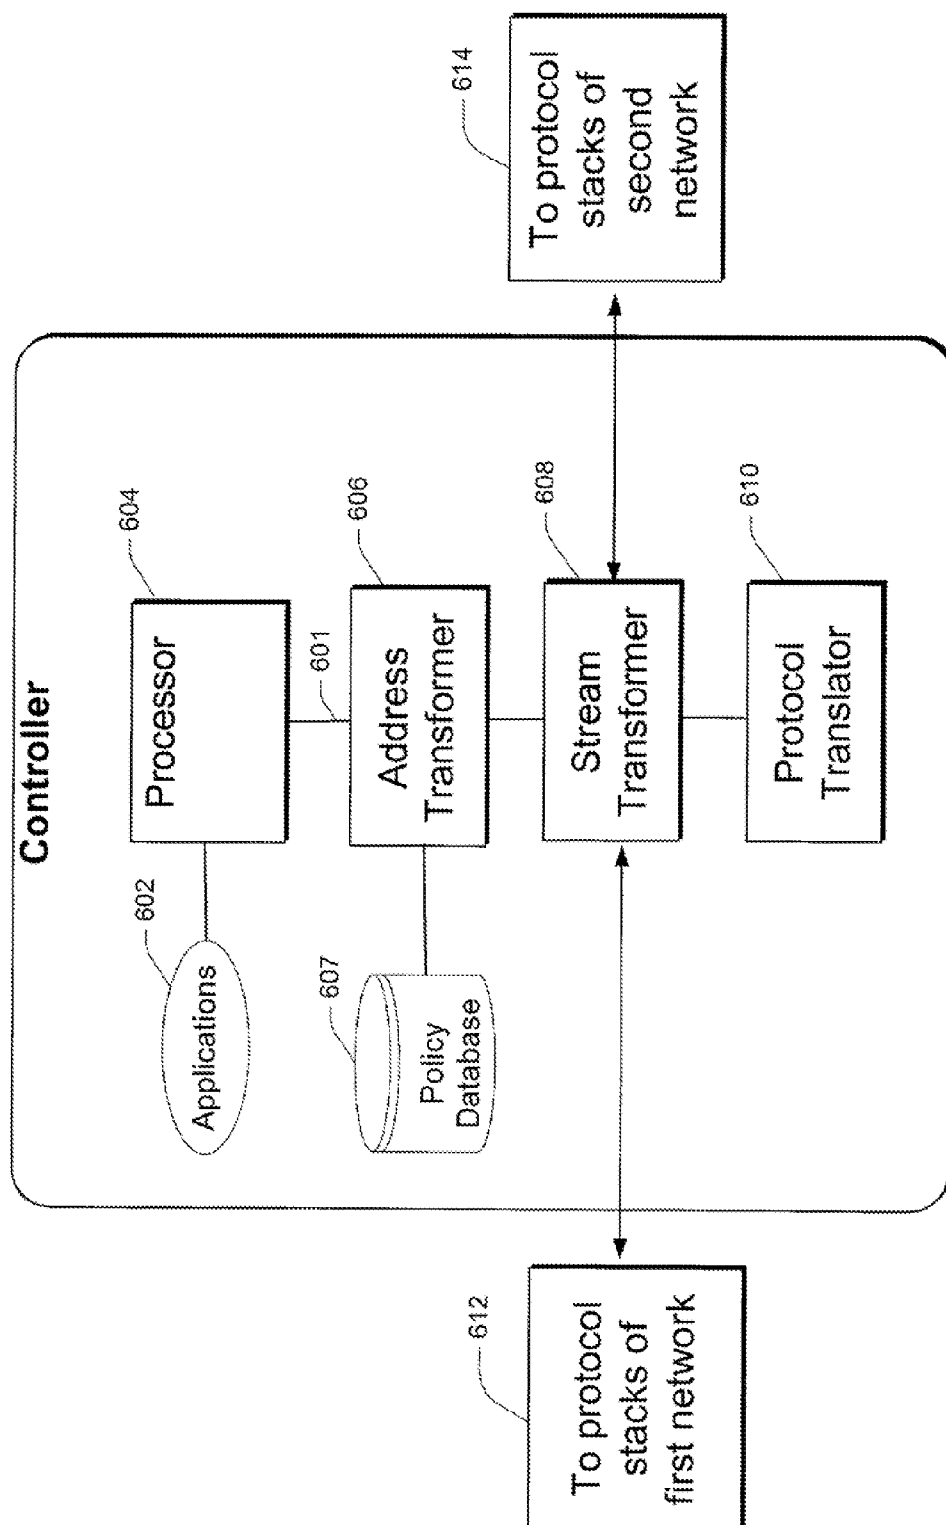 Controller
602
Applications
604
Processor
601
607
Policy
Database
606
Address
Transformer
608
Stream
Transformer
610
Protocol
Translator
612
To protocol
stacks of
first network
614
To protocol
stacks of
second
network